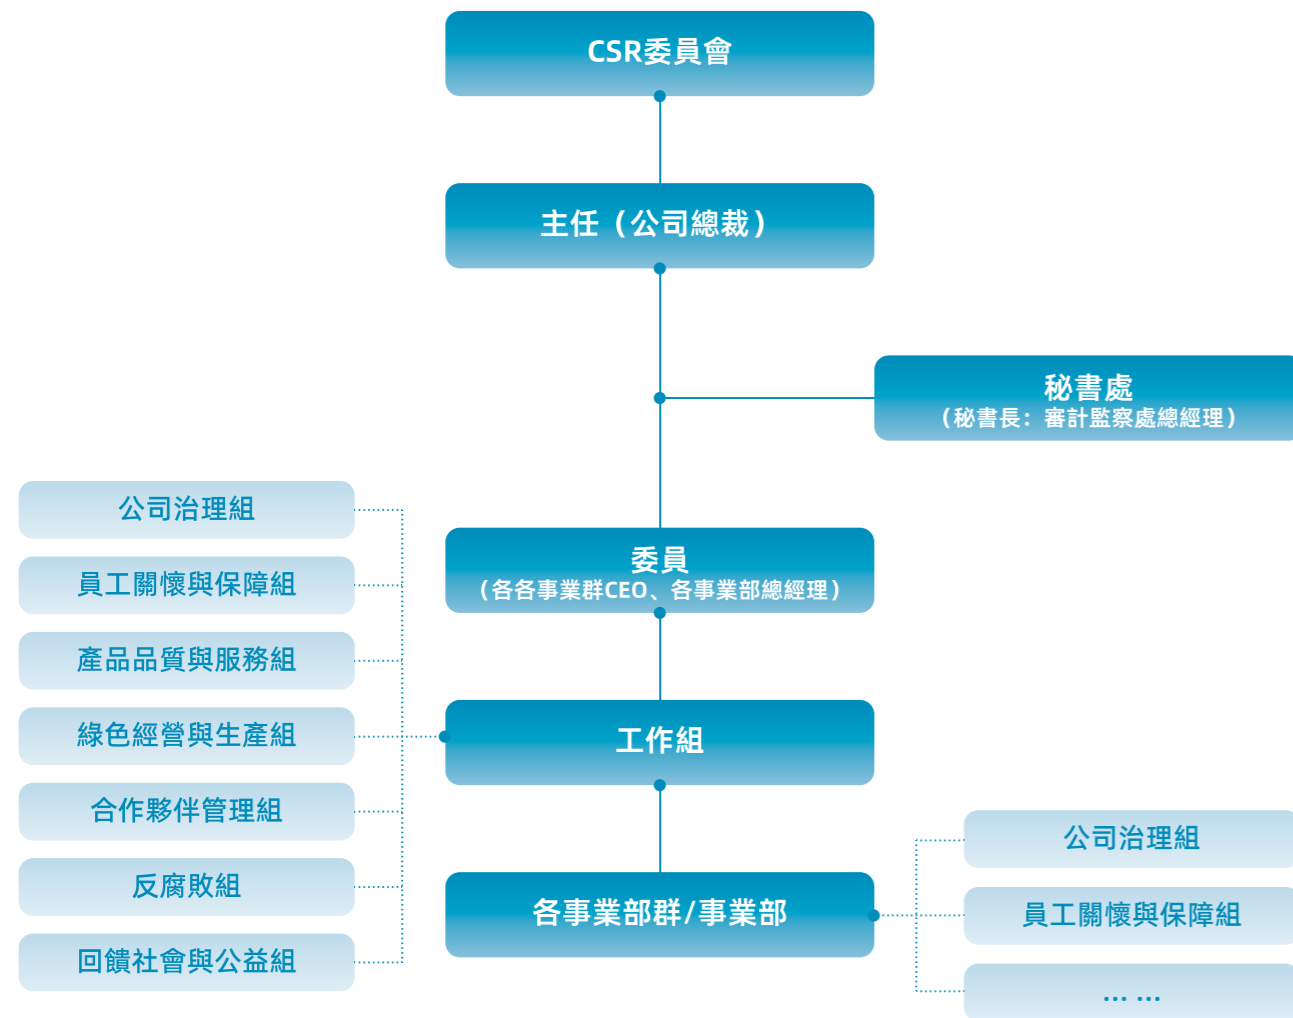 CSR委員會
主任（公司總裁）
秘書處
（秘書長：審計監察處總經理）
委員
（各各事業群CEO、各事業部總經理）
工作組
公司治理組
員工關懷與保障組
產品品質與服務組
綠色經營與生產組
合作夥伴管理組
反腐敗組
回饋社會與公益組
各事業部群/事業部
公司治理組
員工關懷與保障組
... ...